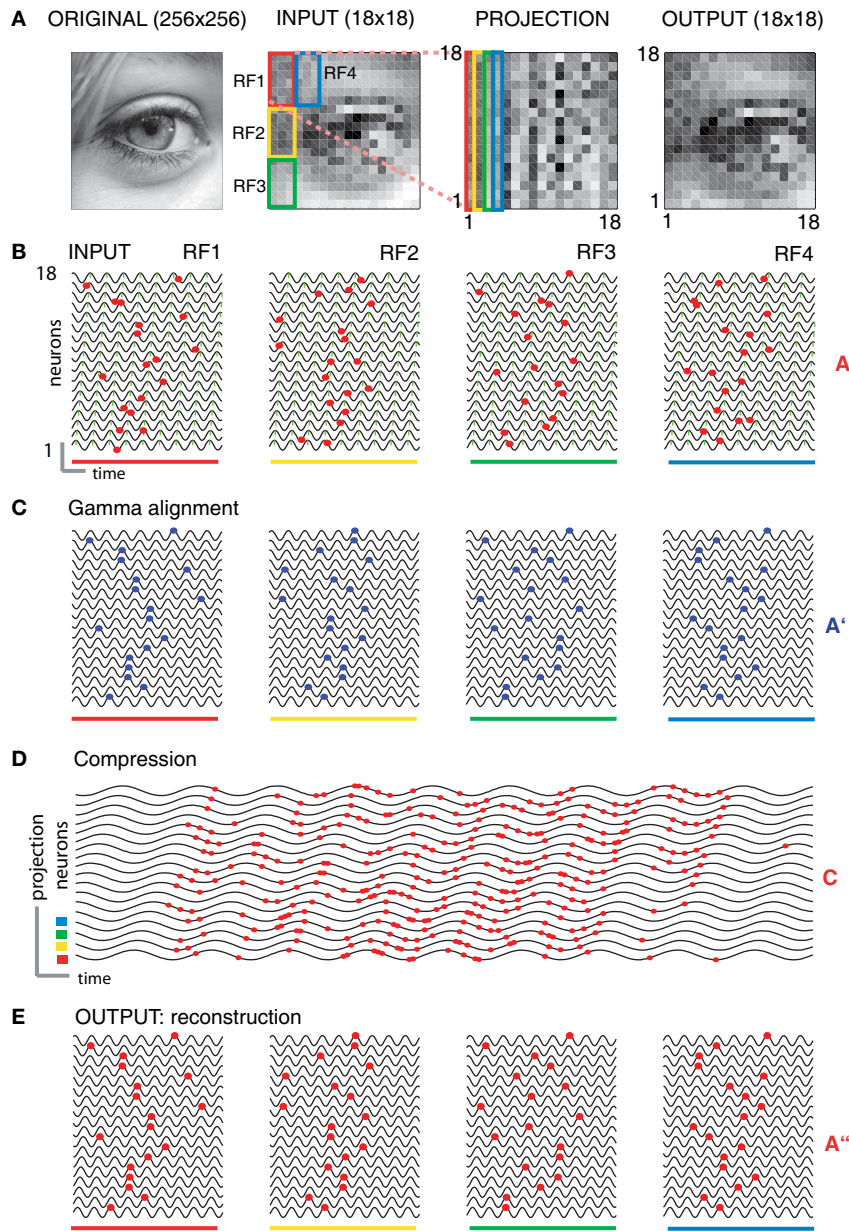 A ORIGINAL (256x256) INPUT (18x18) PROJECTION OUTPUT (18x18)
18 18
RF1 RF4
RF2
RF3
1 1
1 18 1 18
B INPUT RF1 RF2 RF3 RF4
18
neurons
A
1
time
C Gamma alignment
A‘
D Compression
projection
neurons
C
time
E OUTPUT: reconstruction
A“